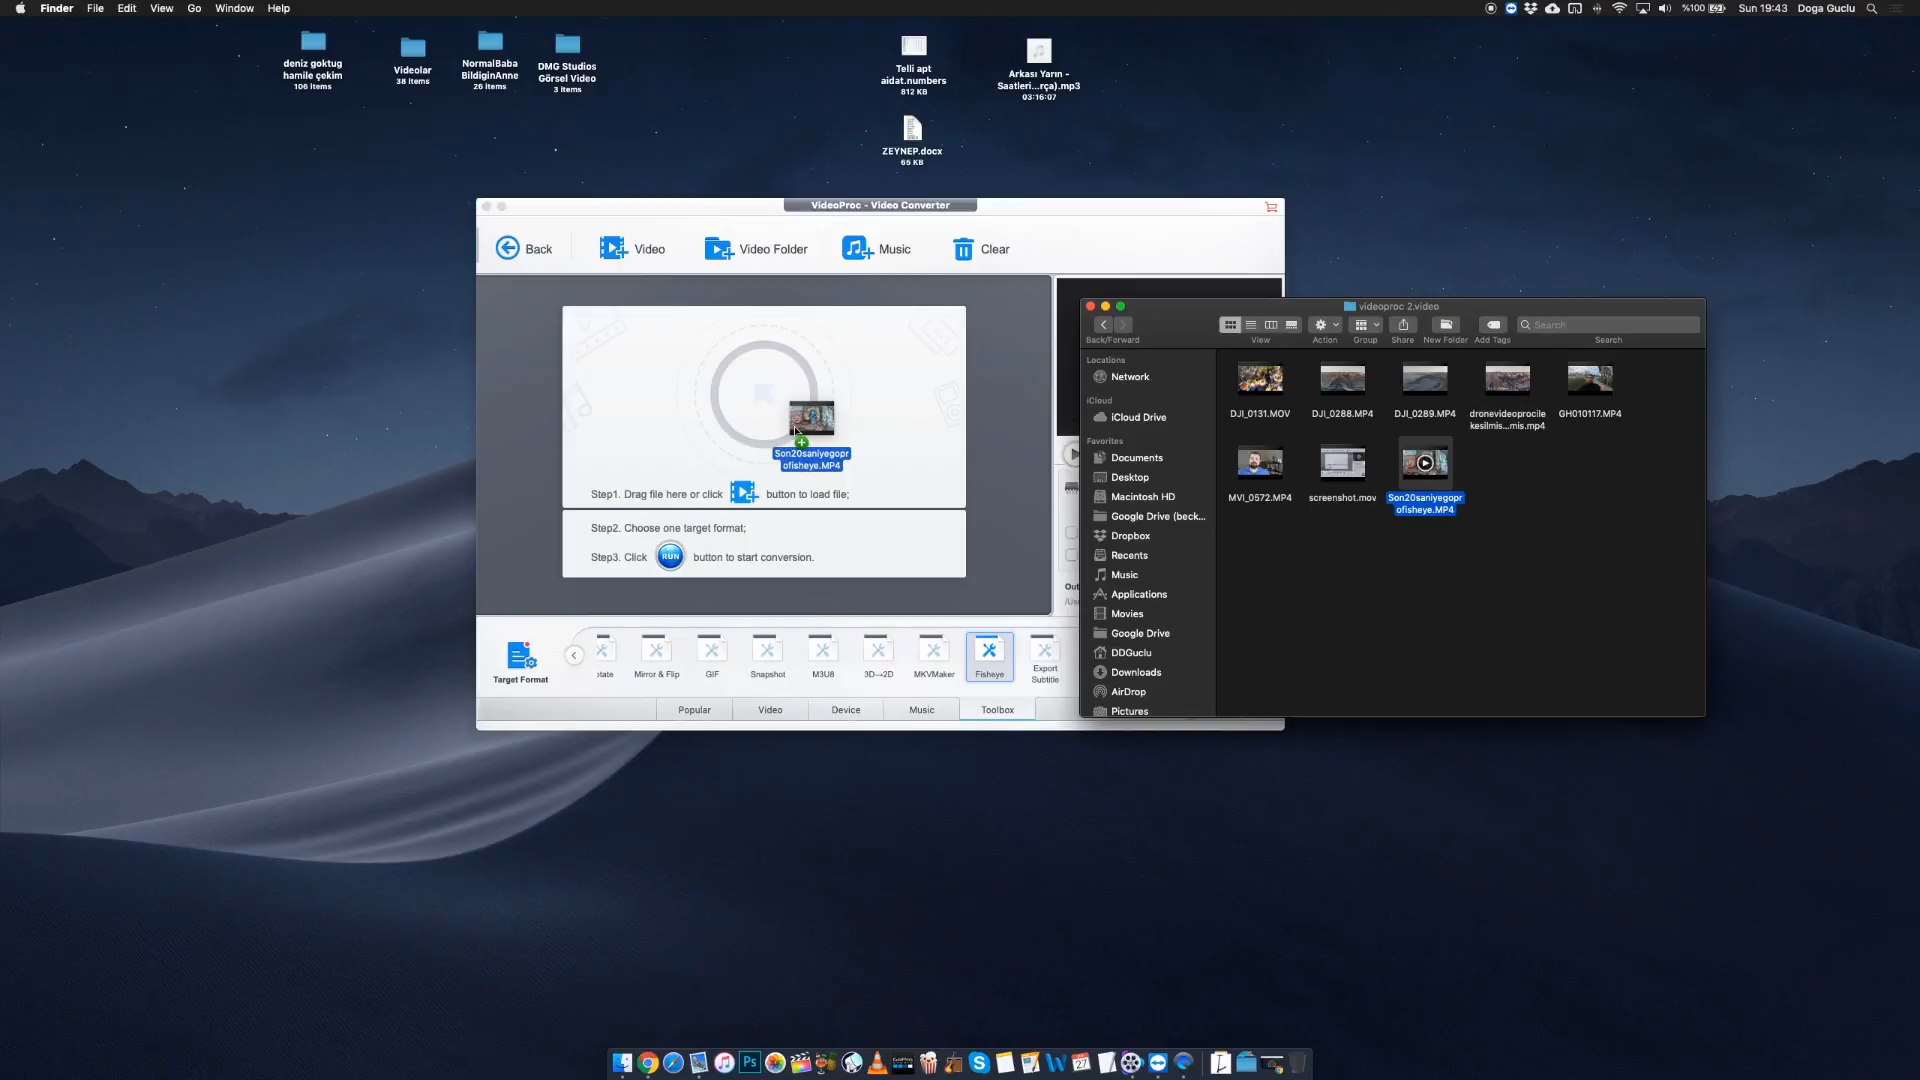 Finder File Edit View Go Window Help
%100 Sun 19:43 Doga Guclu
deniz goktug
hamile çekim
106 items
Videolar
38 items
NormalBaba
BildiginAnne
26 items
DMG Studios
Görsel Video
3 items
Telli apt
aidat.numbers
812 KB
Arkası Yarın -
Saatleri...rça).mp3
03:16:07
ZEYNEP.docx
65 KB
VideoProc - Video Converter
Back Video Video Folder Music Clear
Son20saniyegopr
ofisheye.MP4
Step1. Drag file here or click button to load file;
Step2. Choose one target format;
Step3. Click RUN button to start conversion.
Out
Target Format
otate
Mirror & Flip
GIF
Snapshot
M3U8
3D→2D
MKVMaker
Fisheye
Export
Subtitle
Popular Video Device Music Toolbox
videoproc 2.video
Search
Back/Forward View Action Group Share New Folder Add Tags Search
Locations
Network
iCloud
iCloud Drive
Favorites
Documents
Desktop
Macintosh HD
Google Drive (beck...
Dropbox
Recents
Music
Applications
Movies
Google Drive
DDGuclu
Downloads
AirDrop
Pictures
DJI_0131.MOV
DJI_0288.MP4
DJI_0289.MP4
dronevideoprocile
kesilmis...mis.mp4
GH010117.MP4
MVI_0572.MP4
screenshot.mov
Son20saniyegopr
ofisheye.MP4
Ps
27